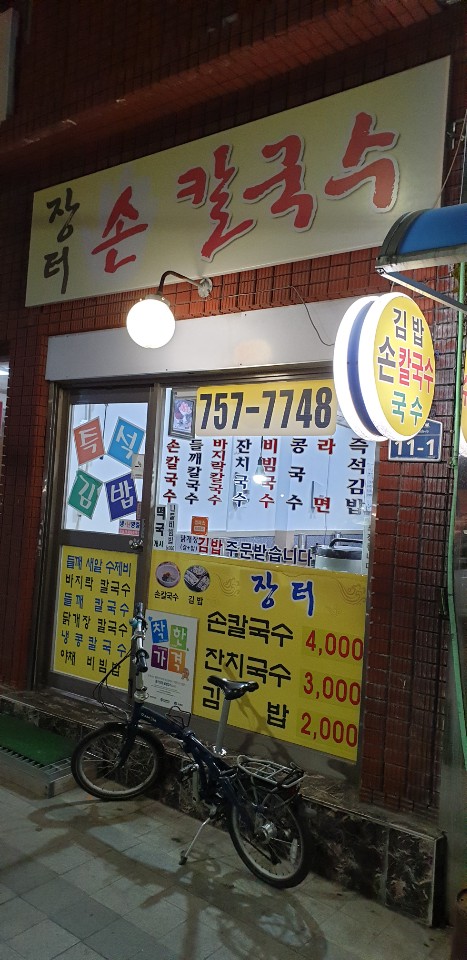 장터 손칼국수
김밥
손칼국수
국수
757-7748
11-1
즉석
김밥
손칼국수
들깨칼국수
바지락칼국수
잔치국수
비빔국수
콩국수
라면
즉석김밥
떡국
김밥 주문받습니다
들깨 새알 수제비
바지락 칼국수
들깨 칼국수
닭개장 칼국수
냉콩칼국수
야채 비빔밥
손칼국수 김밥
장터
손칼국수 4,000
잔치국수 3,000
김밥 2,000
착한
가격